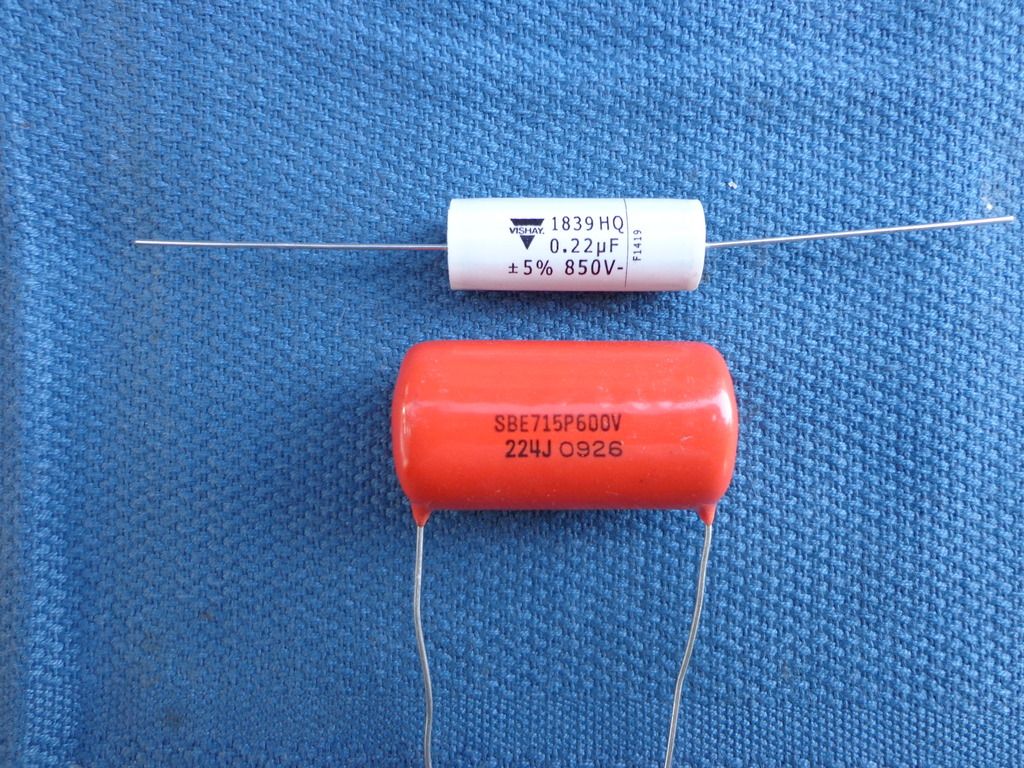 VISHAY. 1839 HQ
0.22µF
±5% 850V-
F1419
SBE715P600V
224J 0926